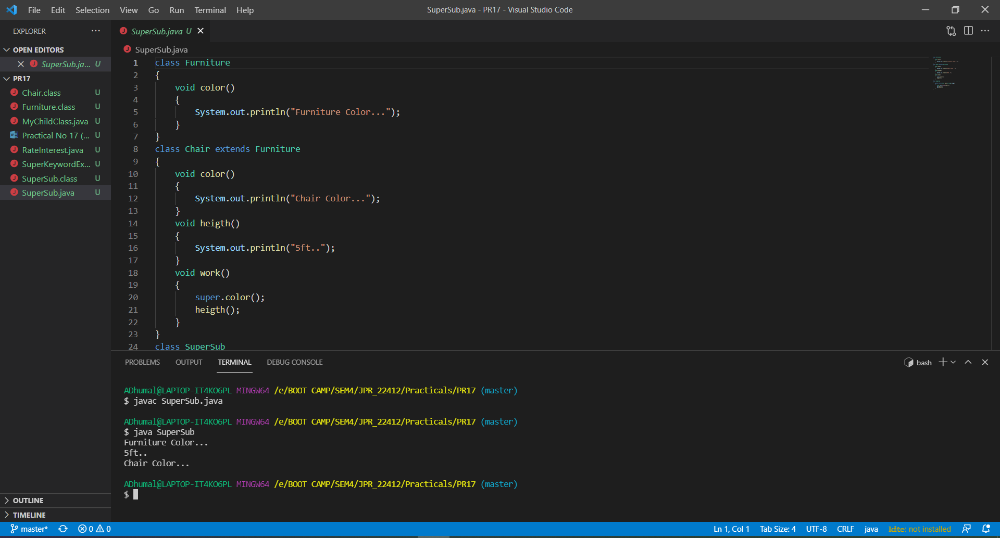 File Edit Selection View Go Run Terminal Help
SuperSub.java - PR17 - Visual Studio Code
EXPLORER
OPEN EDITORS
SuperSub.ja... U
PR17
Chair.class U
Furniture.class U
MyChildClass.java U
Practical No 17 (... U
RateInterest.java U
SuperKeywordEx... U
SuperSub.class U
SuperSub.java U
OUTLINE
TIMELINE
SuperSub.java U
SuperSub.java
1 class Furniture
2 {
3 void color()
4 {
5 System.out.println("Furniture Color...");
6 }
7 }
8 class Chair extends Furniture
9 {
10 void color()
11 {
12 System.out.println("Chair Color...");
13 }
14 void heigth()
15 {
16 System.out.println("5ft..");
17 }
18 void work()
19 {
20 super.color();
21 heigth();
22 }
23 }
24 class SuperSub
PROBLEMS OUTPUT TERMINAL DEBUG CONSOLE
bash
ADhumal@LAPTOP-IT4KO6PL MINGW64 /e/BOOT CAMP/SEM4/JPR_22412/Practicals/PR17 (master)
$ javac SuperSub.java
ADhumal@LAPTOP-IT4KO6PL MINGW64 /e/BOOT CAMP/SEM4/JPR_22412/Practicals/PR17 (master)
$ java SuperSub
Furniture Color...
5ft..
Chair Color...
ADhumal@LAPTOP-IT4KO6PL MINGW64 /e/BOOT CAMP/SEM4/JPR_22412/Practicals/PR17 (master)
$
master* 0 0
Ln 1, Col 1 Tab Size: 4 UTF-8 CRLF java kite: not installed